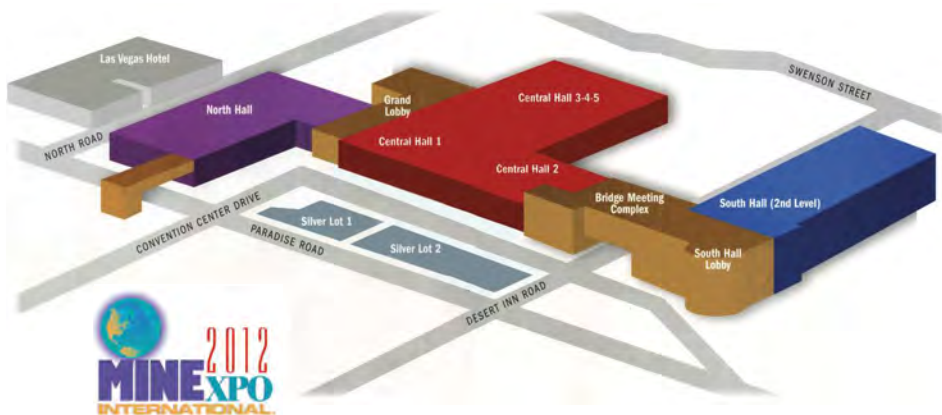 Las Vegas Hotel
North Hall
Grand
Lobby
Central Hall 3-4-5
SWENSON STREET
NORTH ROAD
Central Hall 1
Central Hall 2
Bridge Meeting
Complex
South Hall (2nd Level)
CONVENTION CENTER DRIVE
Silver Lot 1
PARADISE ROAD
Silver Lot 2
South Hall
Lobby
DESERT INN ROAD
2012
MINEXPO
INTERNATIONAL.